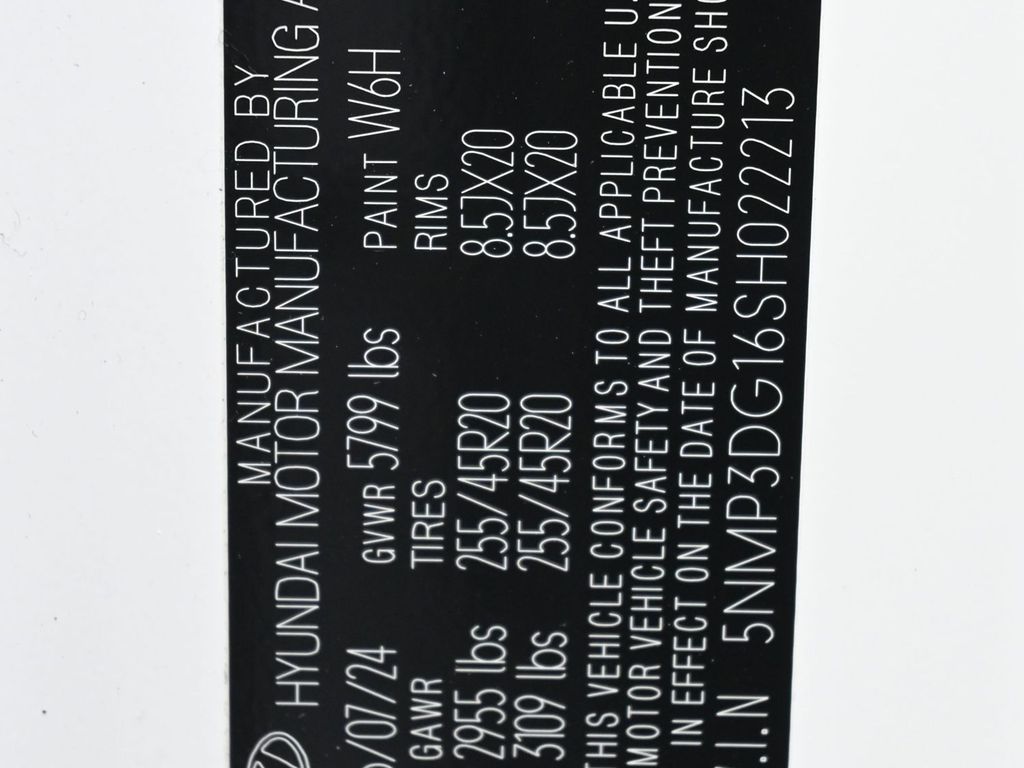 MANUFACTURED BY
HYUNDAI MOTOR MANUFACTURING
/07/24 GVWR 5799 lbs PAINT W6H
GAWR TIRES RIMS
2955 lbs 255/45R20 8.5JX20
3109 lbs 255/45R20 8.5JX20
THIS VEHICLE CONFORMS TO ALL APPLICABLE U.
MOTOR VEHICLE SAFETY AND THEFT PREVENTION
IN EFFECT ON THE DATE OF MANUFACTURE
.I.N 5NMP3DG16SH022213